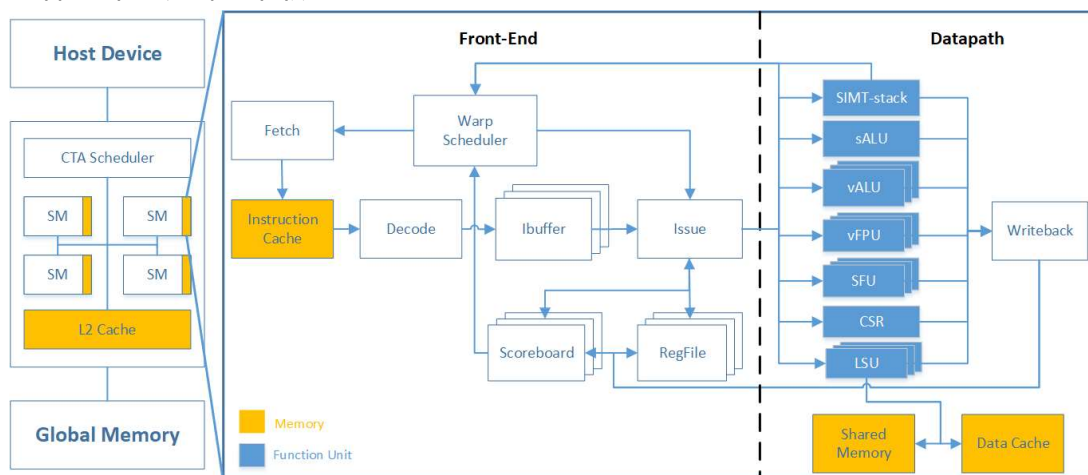 Host Device
CTA Scheduler
SM
SM
SM
SM
L2 Cache
Global Memory
Front-End
Datapath
Fetch
Warp
Scheduler
Instruction
Cache
Decode
Ibuffer
Issue
Scoreboard
RegFile
SIMT-stack
sALU
vALU
vFPU
SFU
CSR
LSU
Writeback
Shared
Memory
Data Cache
Memory
Function Unit